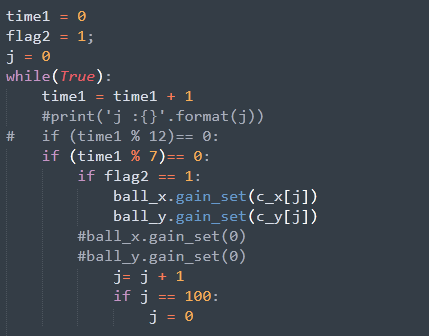 time1 = 0
flag2 = 1;
j = 0
while(True):
    time1 = time1 + 1
    #print('j :{}'.format(j))
#   if (time1 % 12)== 0:
    if (time1 % 7)== 0:
        if flag2 == 1:
            ball_x.gain_set(c_x[j])
            ball_y.gain_set(c_y[j])
        #ball_x.gain_set(0)
        #ball_y.gain_set(0)
            j= j + 1
            if j == 100:
                j = 0